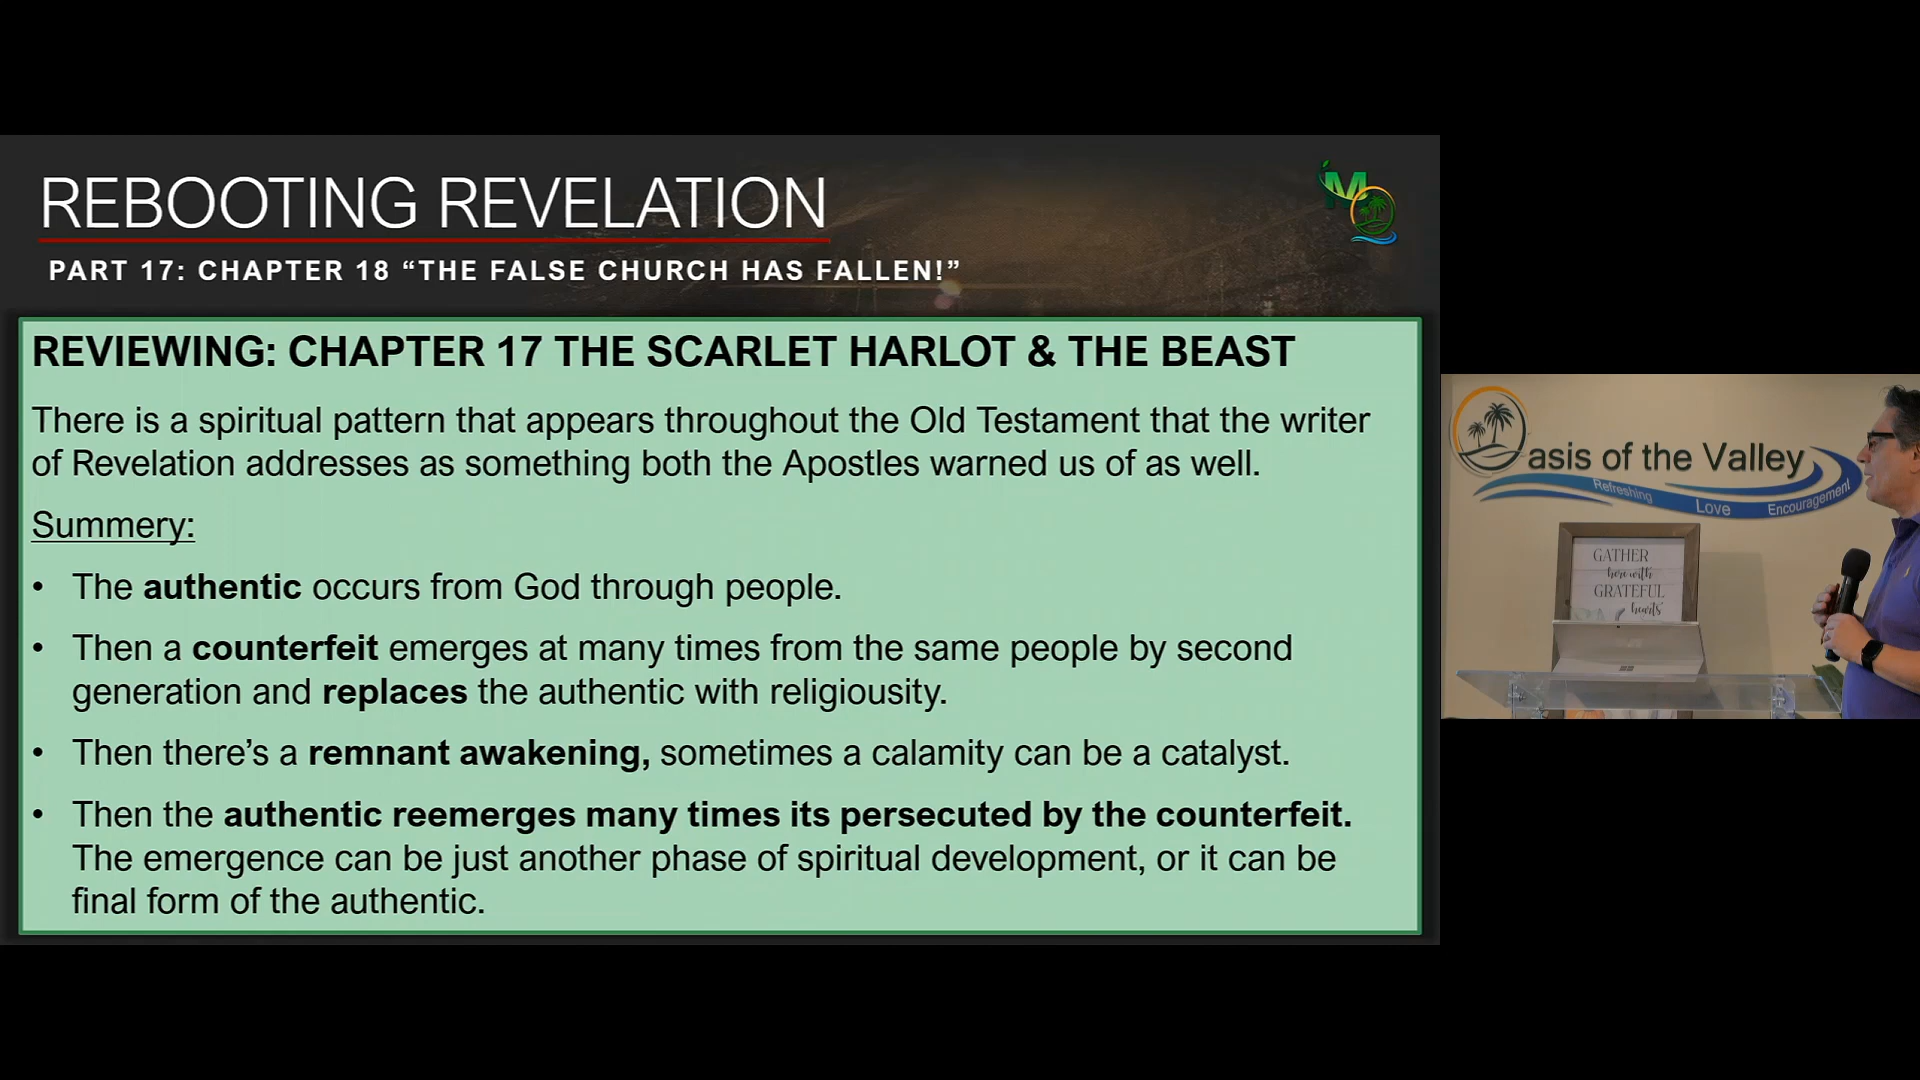 REBOOTING REVELATION
PART 17: CHAPTER 18 “THE FALSE CHURCH HAS FALLEN!”
M
REVIEWING: CHAPTER 17 THE SCARLET HARLOT & THE BEAST
There is a spiritual pattern that appears throughout the Old Testament that the writer
of Revelation addresses as something both the Apostles warned us of as well.
Summery:
• The authentic occurs from God through people.
• Then a counterfeit emerges at many times from the same people by second
generation and replaces the authentic with religiousity.
• Then there’s a remnant awakening, sometimes a calamity can be a catalyst.
• Then the authentic reemerges many times its persecuted by the counterfeit.
The emergence can be just another phase of spiritual development, or it can be
final form of the authentic.
Oasis of the Valley
Refreshing
Love
Encouragement
GATHER
here with
GRATEFUL
hearts